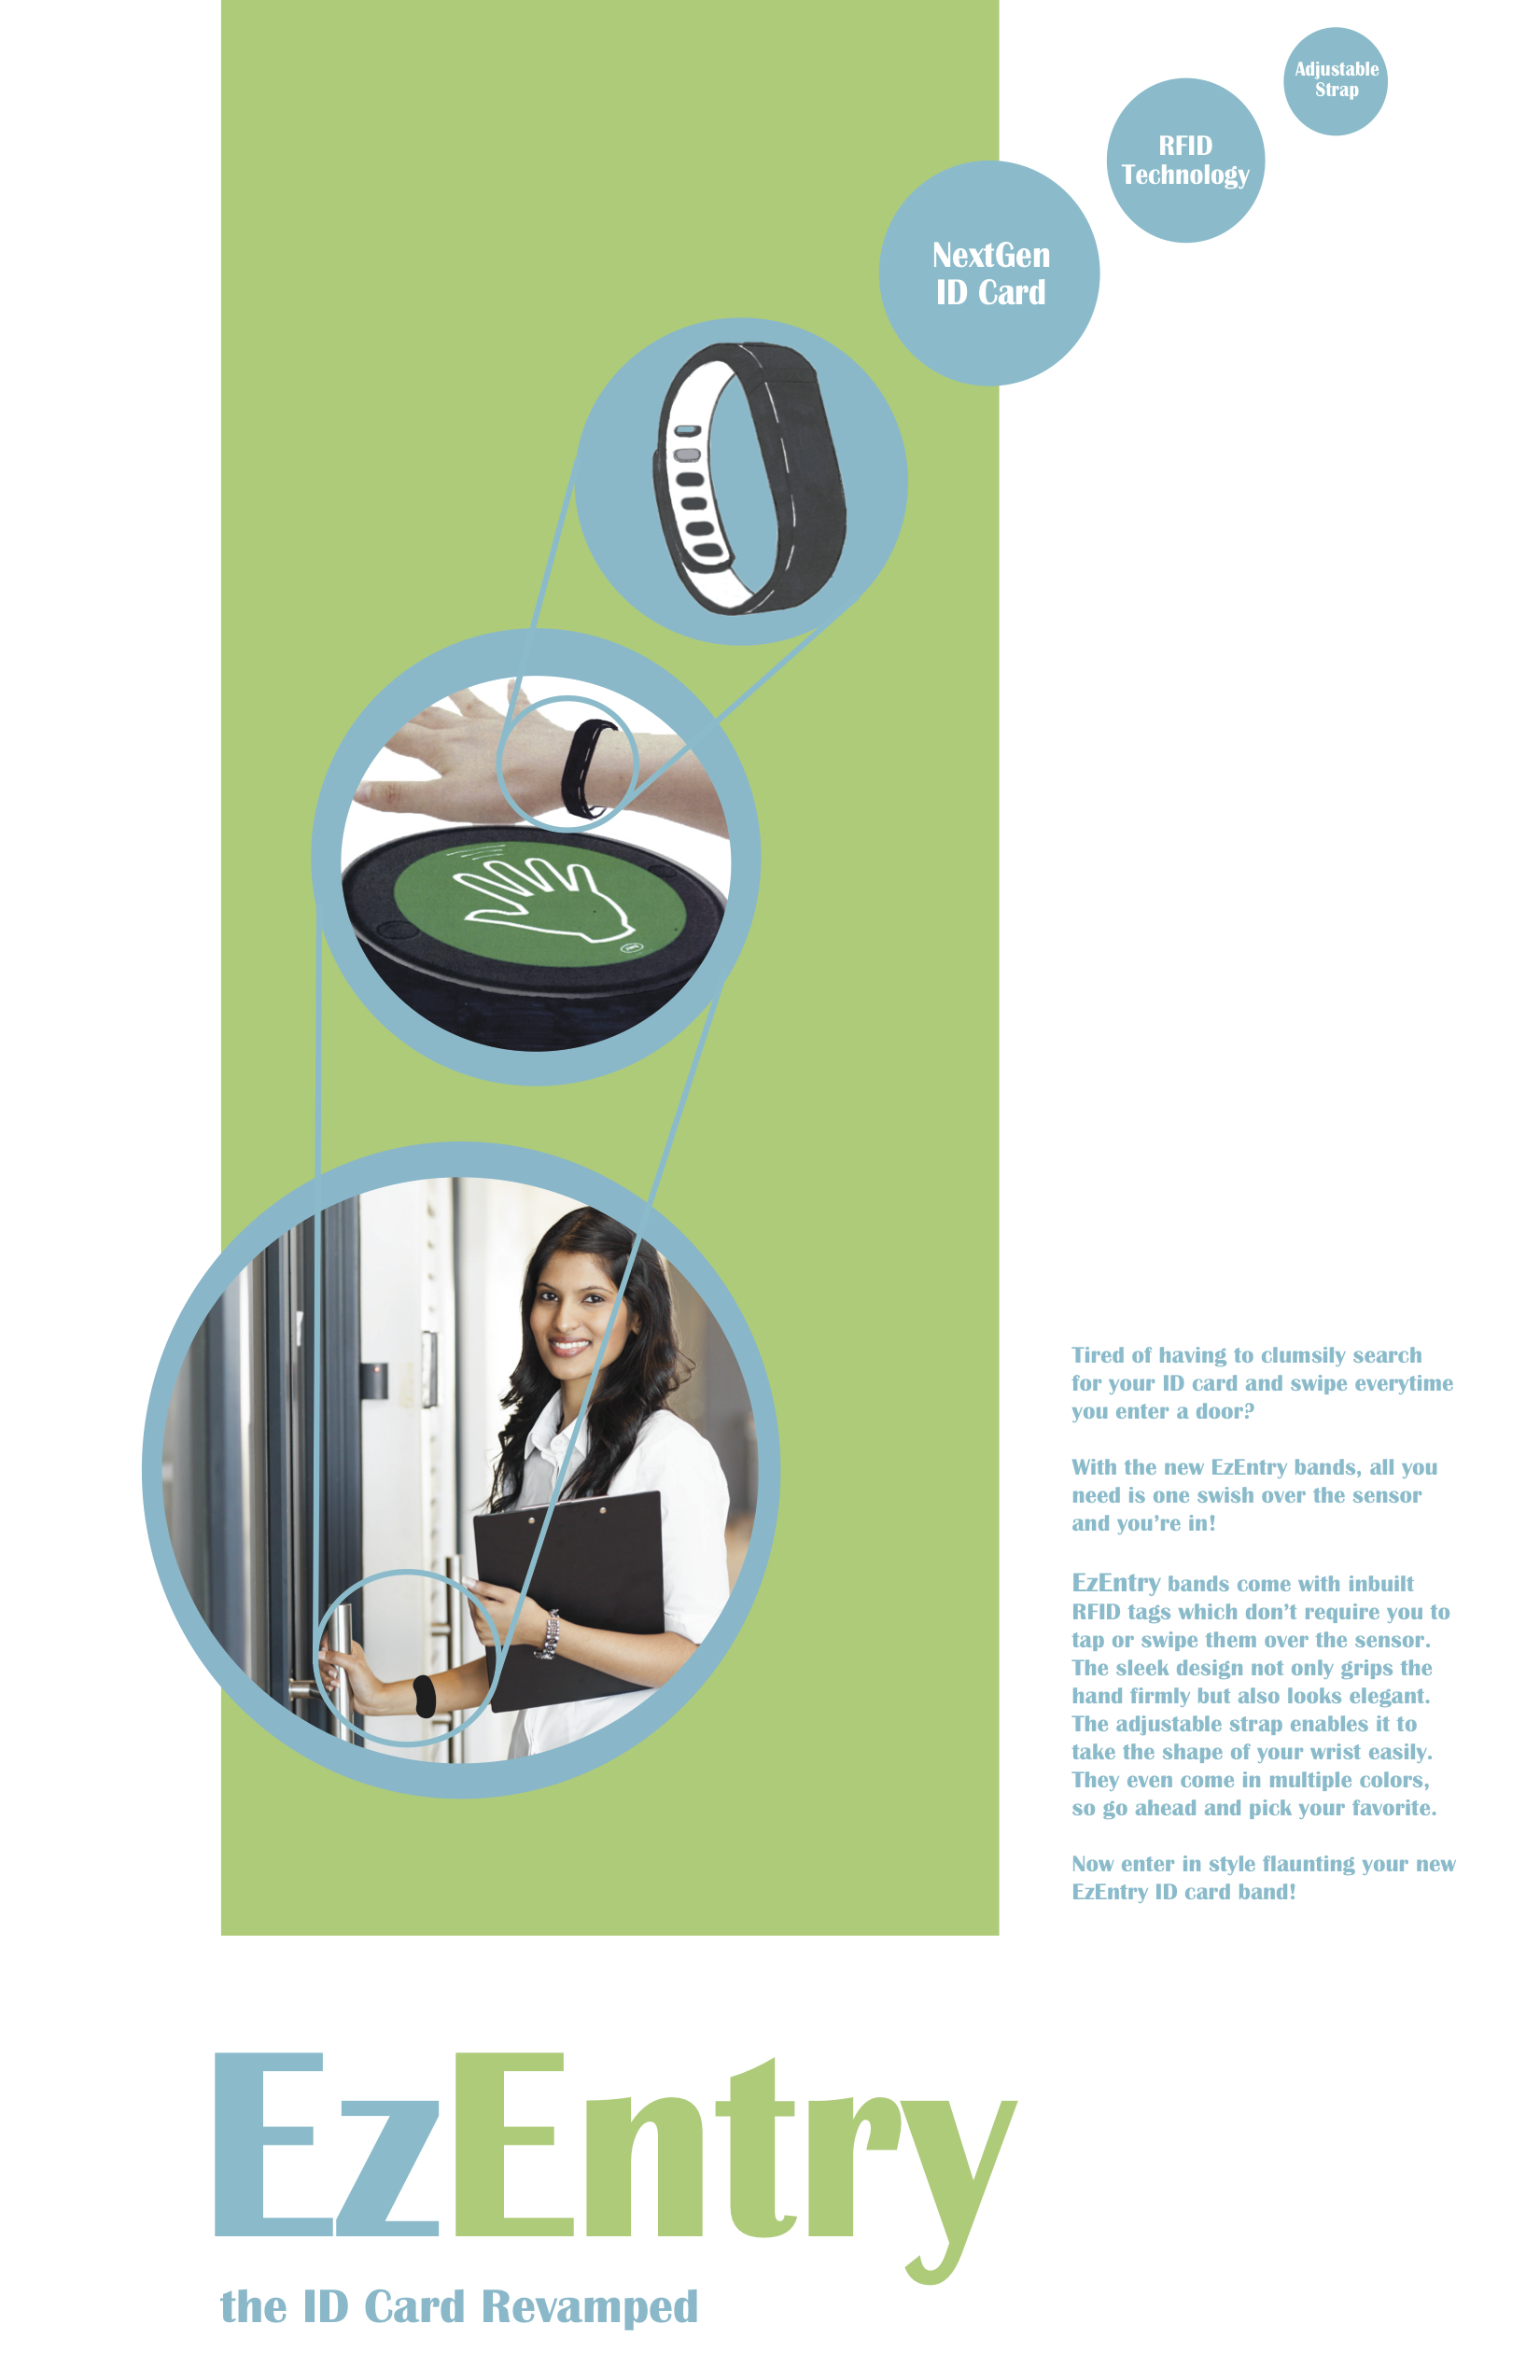 Adjustable
Strap
RFID
Technology
NextGen
ID Card
Tired of having to clumsily search
for your ID card and swipe everytime
you enter a door?
With the new EzEntry bands, all you
need is one swish over the sensor
and you're in!
EzEntry bands come with inbuilt
RFID tags which don't require you to
tap or swipe them over the sensor.
The sleek design not only grips the
hand firmly but also looks elegant.
The adjustable strap enables it to
take the shape of your wrist easily.
They even come in multiple colors,
so go ahead and pick your favorite.
Now enter in style flaunting your new
EzEntry ID card band!
EzEntry
the ID Card Revamped